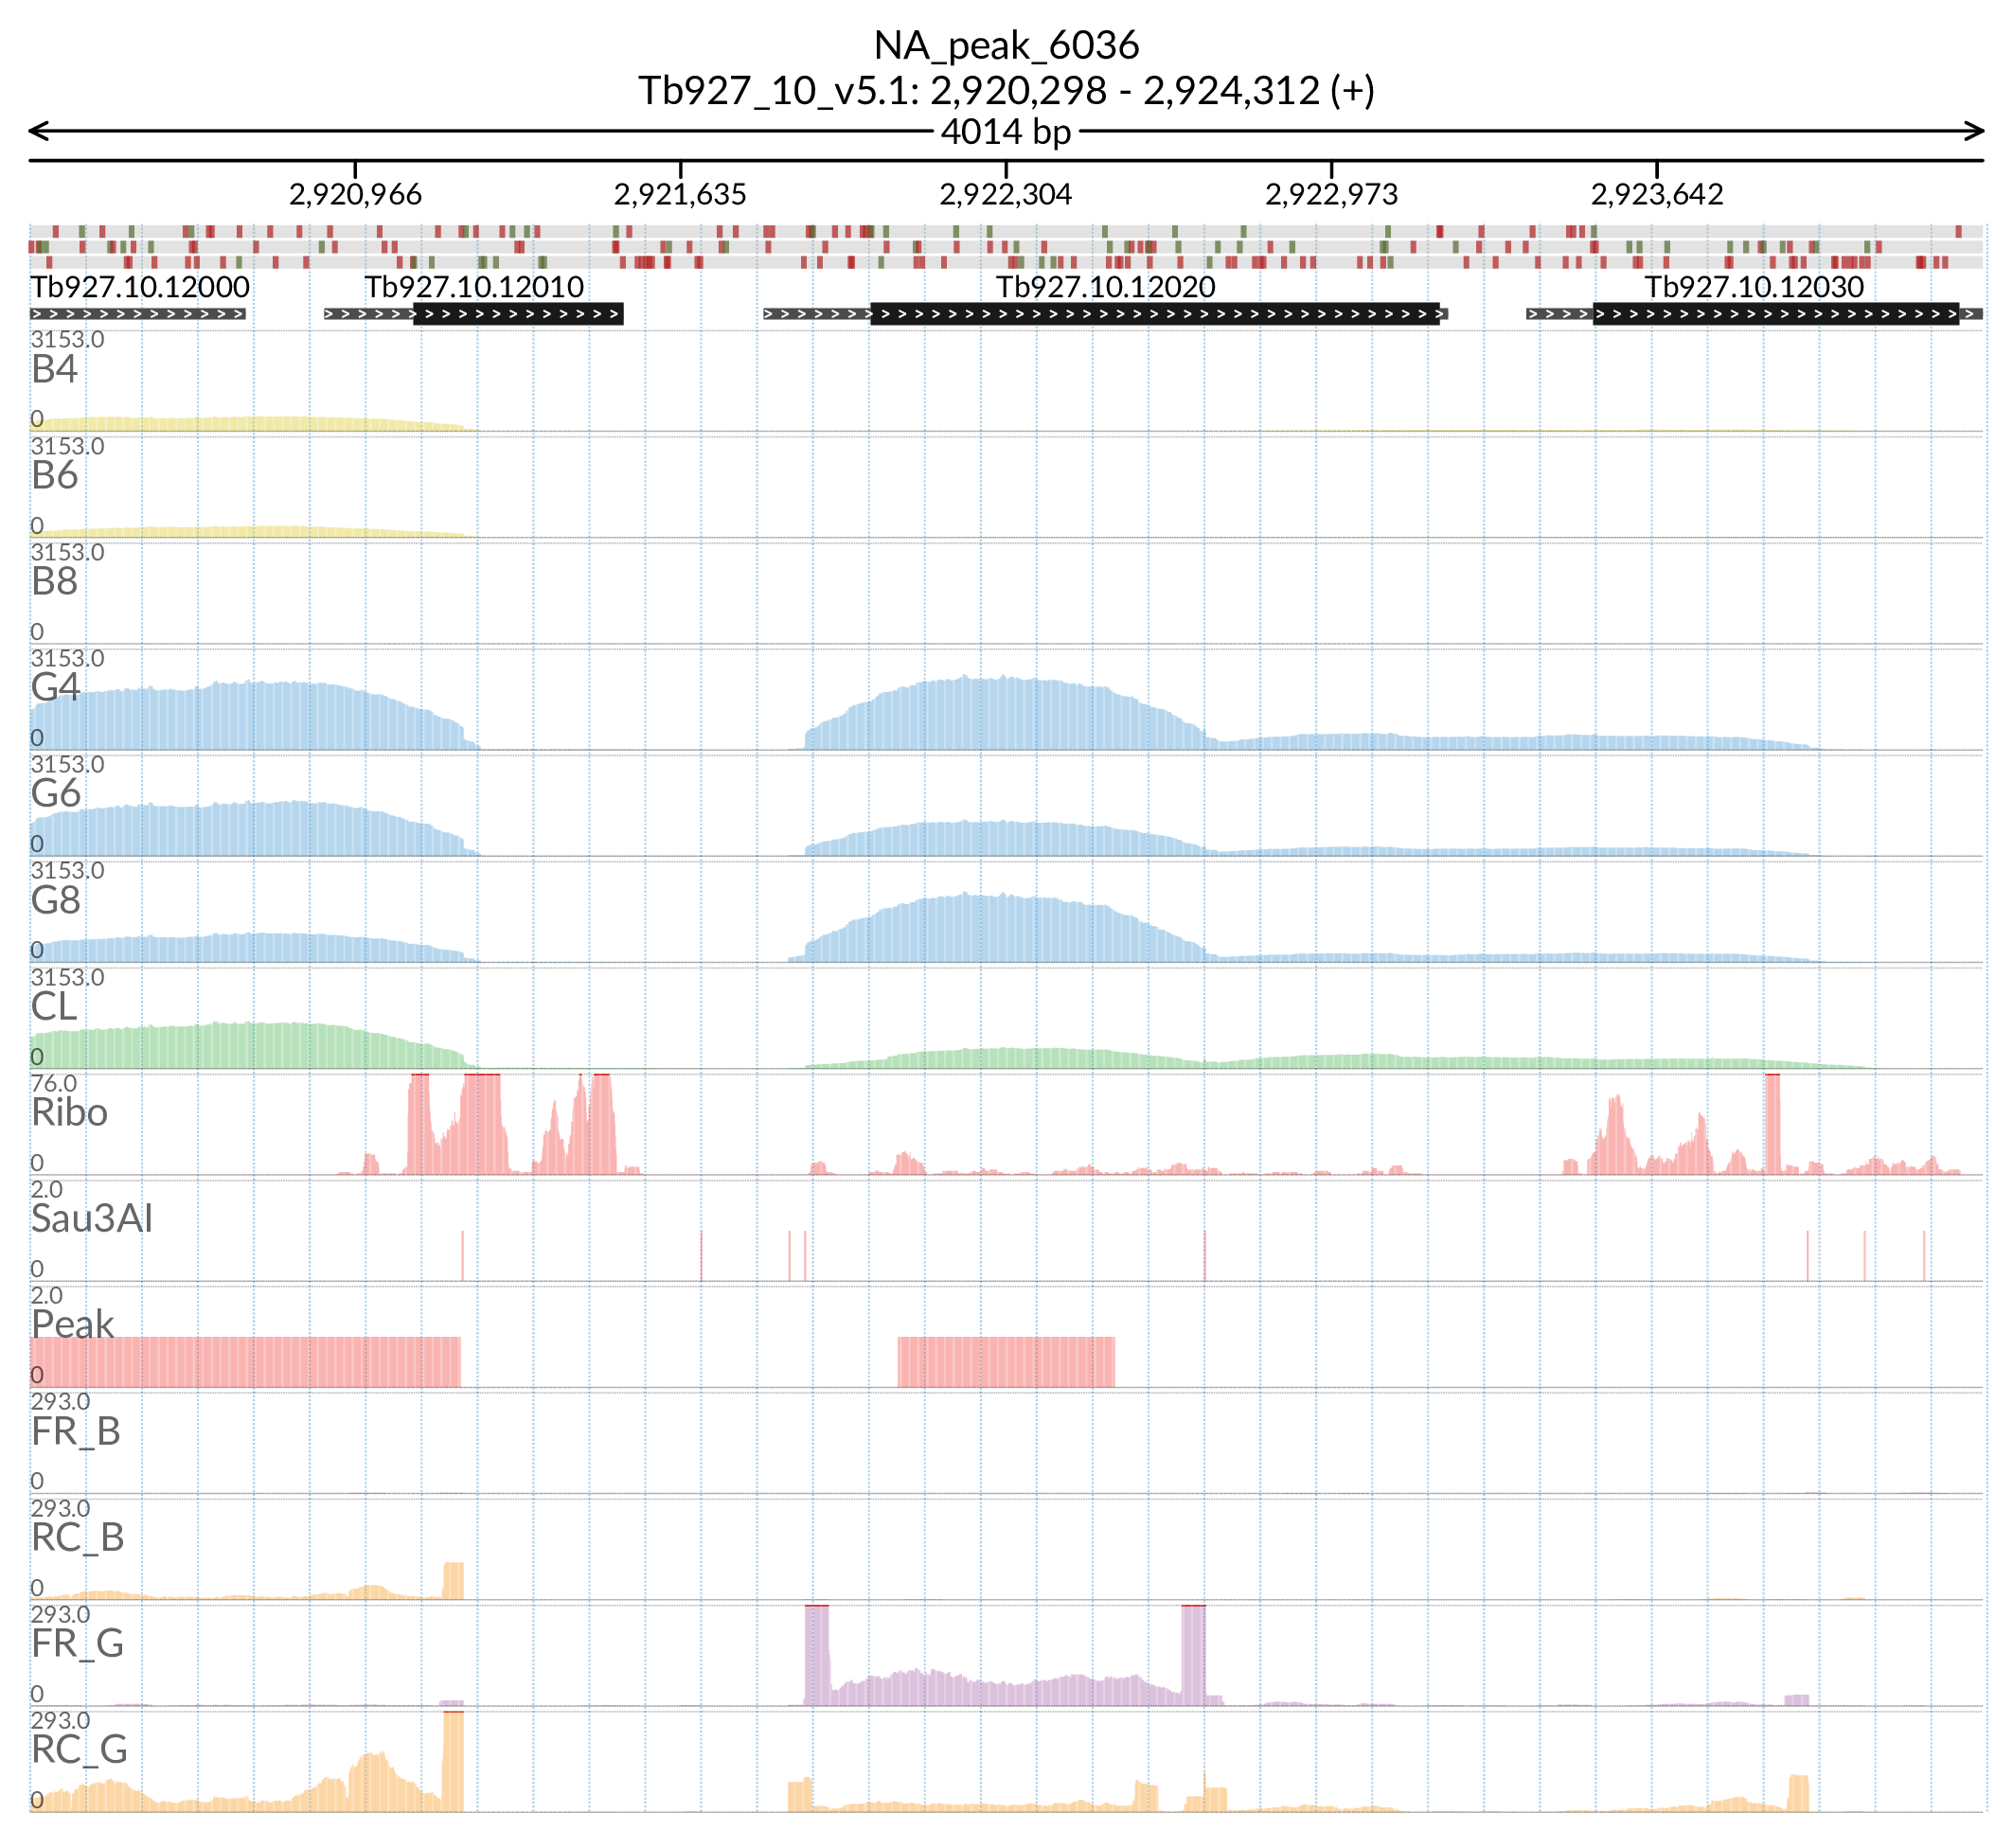 NA_peak_6036
Tb927_10_v5.1: 2,920,298 - 2,924,312 (+)
4014 bp
2,920,966 2,921,635 2,922,304 2,922,973 2,923,642
Tb927.10.12000 Tb927.10.12010 Tb927.10.12020 Tb927.10.12030
3153.0
B4
0
3153.0
B6
0
3153.0
B8
0
3153.0
G4
0
3153.0
G6
0
3153.0
G8
0
3153.0
CL
0
76.0
Ribo
0
2.0
Sau3AI
0
2.0
Peak
0
293.0
FR_B
0
293.0
RC_B
0
293.0
FR_G
0
293.0
RC_G
0